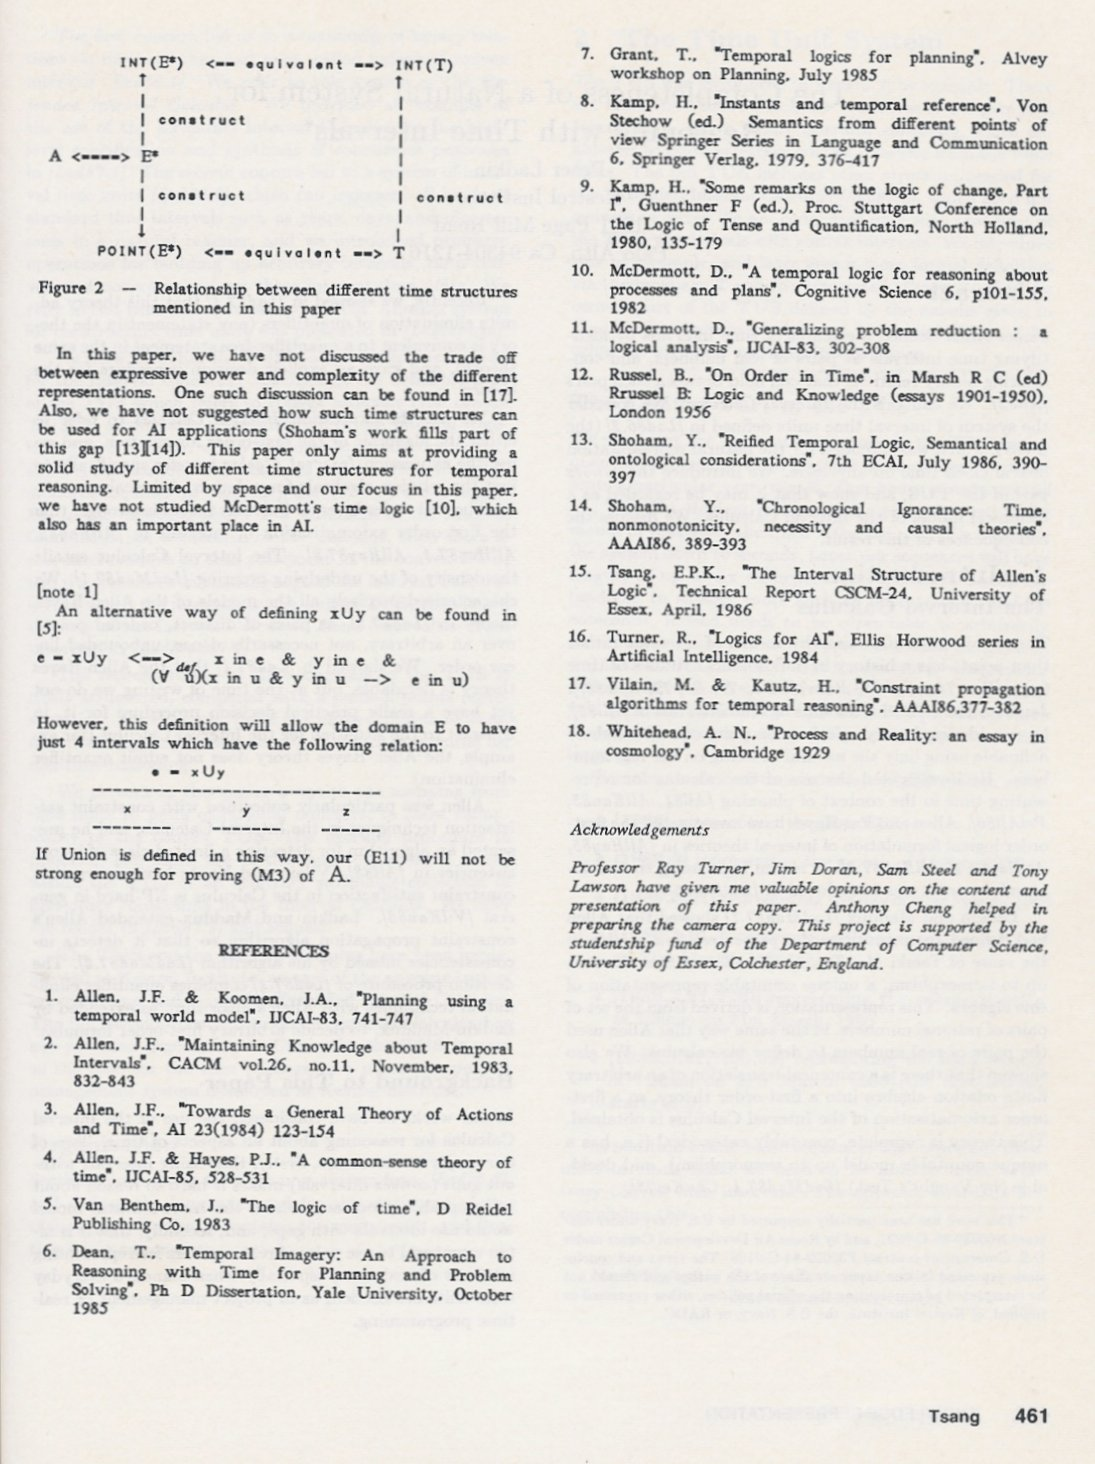 INT(E*) <-- equivalent --> INT(T)
construct
A <----> E*
construct
construct
POINT(E*) <-- equivalent --> T
Figure 2 — Relationship between different time structures
mentioned in this paper
In this paper, we have not discussed the trade off
between expressive power and complexity of the different
representations. One such discussion can be found in [17].
Also, we have not suggested how such time structures can
be used for AI applications (Shoham's work fills part of
this gap [13][14]). This paper only aims at providing a
solid study of different time structures for temporal
reasoning. Limited by space and our focus in this paper,
we have not studied McDermott's time logic [10], which
also has an important place in AI.
[note 1]
An alternative way of defining xUy can be found in
[5]:
e = xUy <-->def x in e & y in e &
(∀ u)(x in u & y in u --> e in u)
However, this definition will allow the domain E to have
just 4 intervals which have the following relation:
e = xUy
------------------------------
x y z
-------- ------- ------
If Union is defined in this way, our (E11) will not be
strong enough for proving (M3) of A.
REFERENCES
1. Allen, J.F. & Koomen, J.A., "Planning using a
temporal world model", IJCAI-83, 741-747
2. Allen, J.F., "Maintaining Knowledge about Temporal
Intervals", CACM vol.26, no.11, November, 1983,
832-843
3. Allen, J.F., "Towards a General Theory of Actions
and Time", AI 23(1984) 123-154
4. Allen, J.F. & Hayes, P.J., "A common-sense theory of
time", IJCAI-85, 528-531
5. Van Benthem, J., "The logic of time", D Reidel
Publishing Co, 1983
6. Dean, T., "Temporal Imagery: An Approach to
Reasoning with Time for Planning and Problem
Solving", Ph D Dissertation, Yale University, October
1985
7. Grant, T., "Temporal logics for planning", Alvey
workshop on Planning, July 1985
8. Kamp, H., "Instants and temporal reference", Von
Stechow (ed.) Semantics from different points of
view Springer Series in Language and Communication
6, Springer Verlag, 1979, 376-417
9. Kamp, H., "Some remarks on the logic of change, Part
I", Guenthner F (ed.), Proc. Stuttgart Conference on
the Logic of Tense and Quantification, North Holland,
1980, 135-179
10. McDermott, D., "A temporal logic for reasoning about
processes and plans", Cognitive Science 6, p101-155,
1982
11. McDermott, D., "Generalizing problem reduction : a
logical analysis", IJCAI-83, 302-308
12. Russel, B., "On Order in Time", in Marsh R C (ed)
Rrussel B: Logic and Knowledge (essays 1901-1950),
London 1956
13. Shoham, Y., "Reified Temporal Logic, Semantical and
ontological considerations", 7th ECAI, July 1986, 390-
397
14. Shoham, Y., "Chronological Ignorance: Time,
nonmonotonicity, necessity and causal theories",
AAAI86, 389-393
15. Tsang, E.P.K., "The Interval Structure of Allen's
Logic", Technical Report CSCM-24, University of
Essex, April, 1986
16. Turner, R., "Logics for AI", Ellis Horwood series in
Artificial Intelligence, 1984
17. Vilain, M. & Kautz, H., "Constraint propagation
algorithms for temporal reasoning", AAAI86,377-382
18. Whitehead, A. N., "Process and Reality: an essay in
cosmology", Cambridge 1929
Acknowledgements
Professor Ray Turner, Jim Doran, Sam Steel and Tony
Lawson have given me valuable opinions on the content and
presentation of this paper. Anthony Cheng helped in
preparing the camera copy. This project is supported by the
studentship fund of the Department of Computer Science,
University of Essex, Colchester, England.
Tsang 461